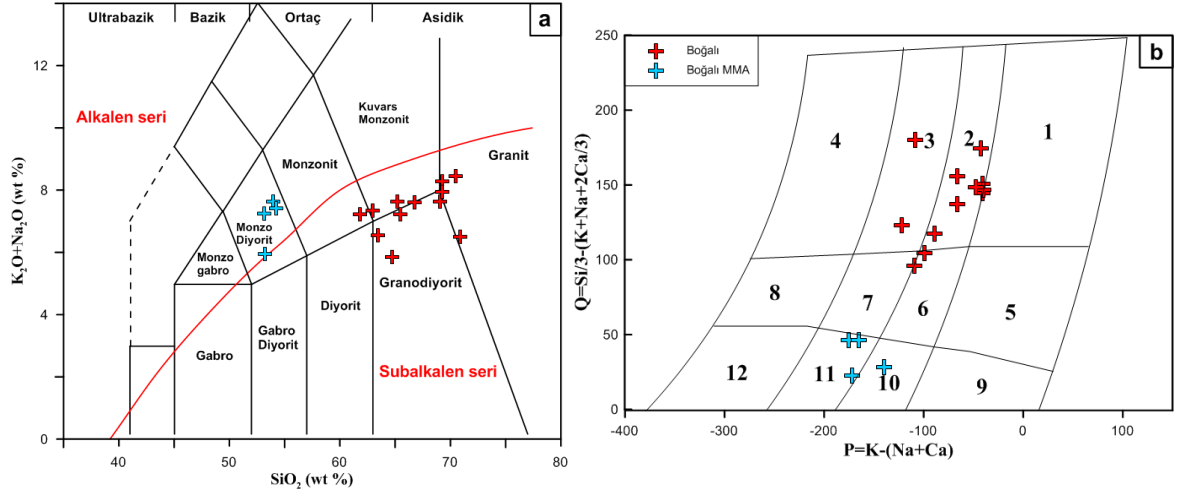 Ultrabazik
Bazik
Ortaç
Asidik
a
Alkalen seri
Kuvars
Monzonit
Granit
Monzonit
Monzo
Diyorit
Monzo
gabro
Granodiyorit
Diyorit
Gabro
Diyorit
Gabro
Subalkalen seri
12
8
4
0
40
50
60
70
80
K2O+Na2O (wt %)
SiO2 (wt %)
b
Boğalı
Boğalı MMA
250
200
150
100
50
0
4
3
2
1
8
7
6
5
12
11
10
9
-400
-300
-200
-100
0
100
Q=Si/3-(K+Na+2Ca/3)
P=K-(Na+Ca)